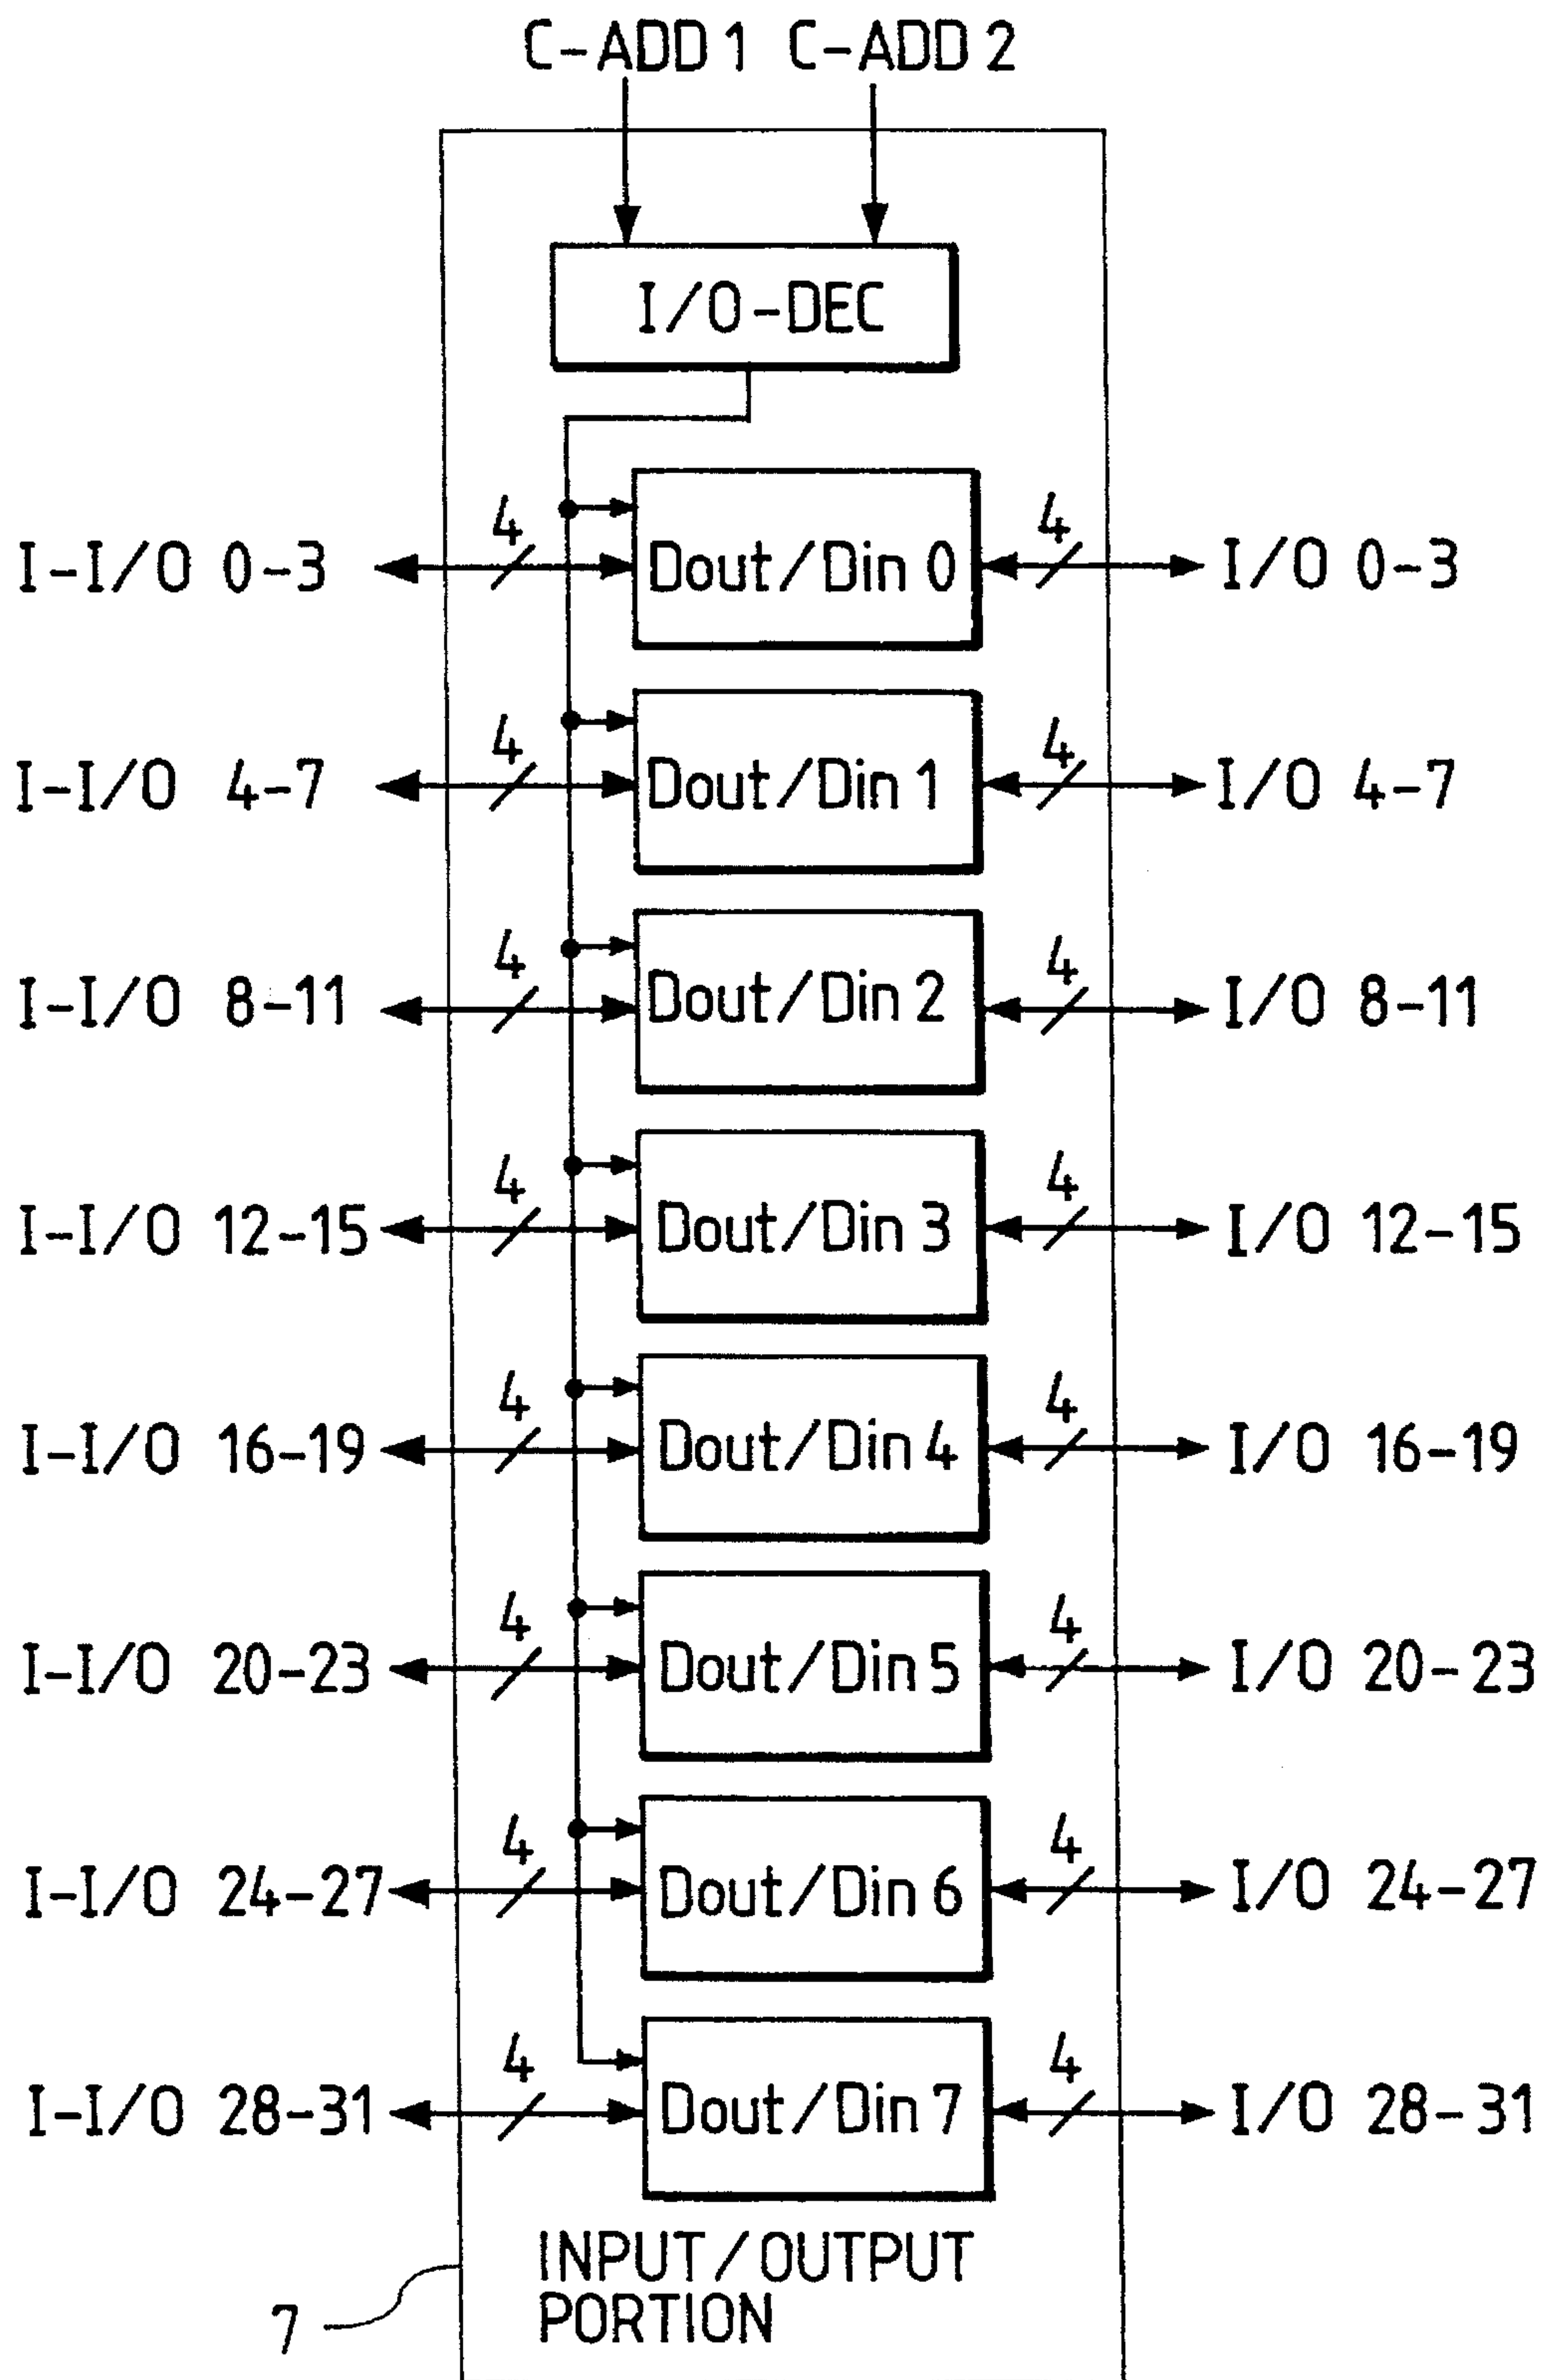 C-ADD 1 C-ADD 2
I/O-DEC
4 4
I-I/O 0-3 Dout/Din 0 I/O 0-3
4 4
I-I/O 4-7 Dout/Din 1 I/O 4-7
4 4
I-I/O 8-11 Dout/Din 2 I/O 8-11
4 4
I-I/O 12-15 Dout/Din 3 I/O 12-15
4 4
I-I/O 16-19 Dout/Din 4 I/O 16-19
4 4
I-I/O 20-23 Dout/Din 5 I/O 20-23
4 4
I-I/O 24-27 Dout/Din 6 I/O 24-27
4 4
I-I/O 28-31 Dout/Din 7 I/O 28-31
INPUT/OUTPUT
PORTION
7